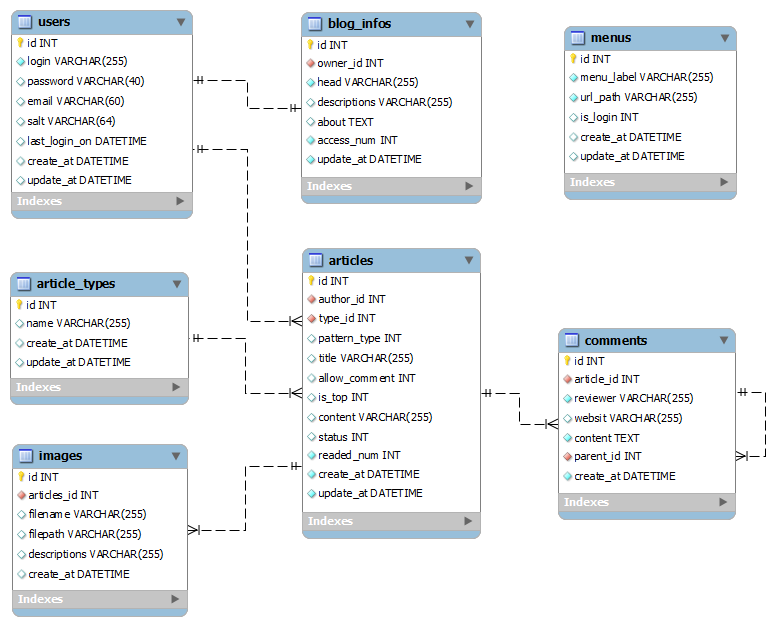 users
id INT
login VARCHAR(255)
password VARCHAR(40)
email VARCHAR(60)
salt VARCHAR(64)
last_login_on DATETIME
create_at DATETIME
update_at DATETIME
Indexes
blog_infos
id INT
owner_id INT
head VARCHAR(255)
descriptions VARCHAR(255)
about TEXT
access_num INT
update_at DATETIME
Indexes
menus
id INT
menu_label VARCHAR(255)
url_path VARCHAR(255)
is_login INT
create_at DATETIME
update_at DATETIME
Indexes
article_types
id INT
name VARCHAR(255)
create_at DATETIME
update_at DATETIME
Indexes
articles
id INT
author_id INT
type_id INT
pattern_type INT
title VARCHAR(255)
allow_comment INT
is_top INT
content VARCHAR(255)
status INT
readed_num INT
create_at DATETIME
update_at DATETIME
Indexes
comments
id INT
article_id INT
reviewer VARCHAR(255)
websit VARCHAR(255)
content TEXT
parent_id INT
create_at DATETIME
Indexes
images
id INT
articles_id INT
filename VARCHAR(255)
filepath VARCHAR(255)
descriptions VARCHAR(255)
create_at DATETIME
Indexes